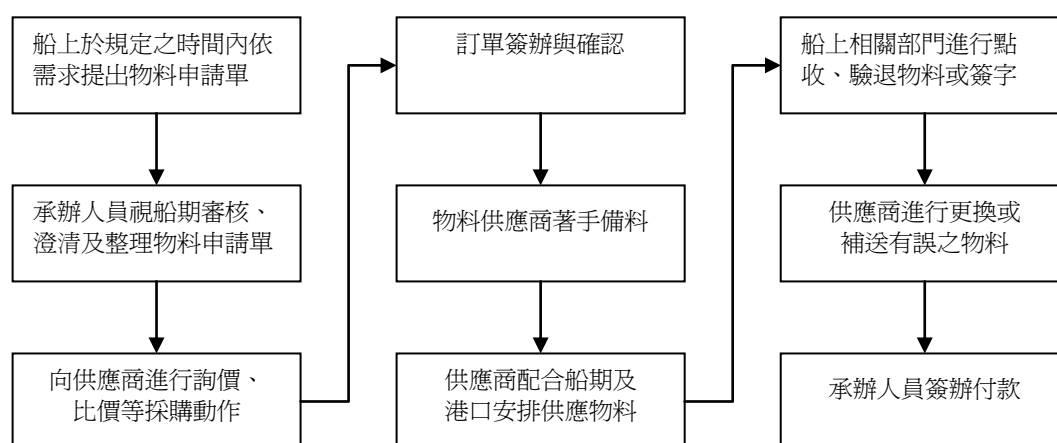 船上於規定之時間內依
需求提出物料申請單
承辦人員視船期審核、
澄清及整理物料申請單
向供應商進行詢價、
比價等採購動作
訂單簽辦與確認
物料供應商著手備料
供應商配合船期及
港口安排供應物料
船上相關部門進行點
收、驗退物料或簽字
供應商進行更換或
補送有誤之物料
承辦人員簽辦付款